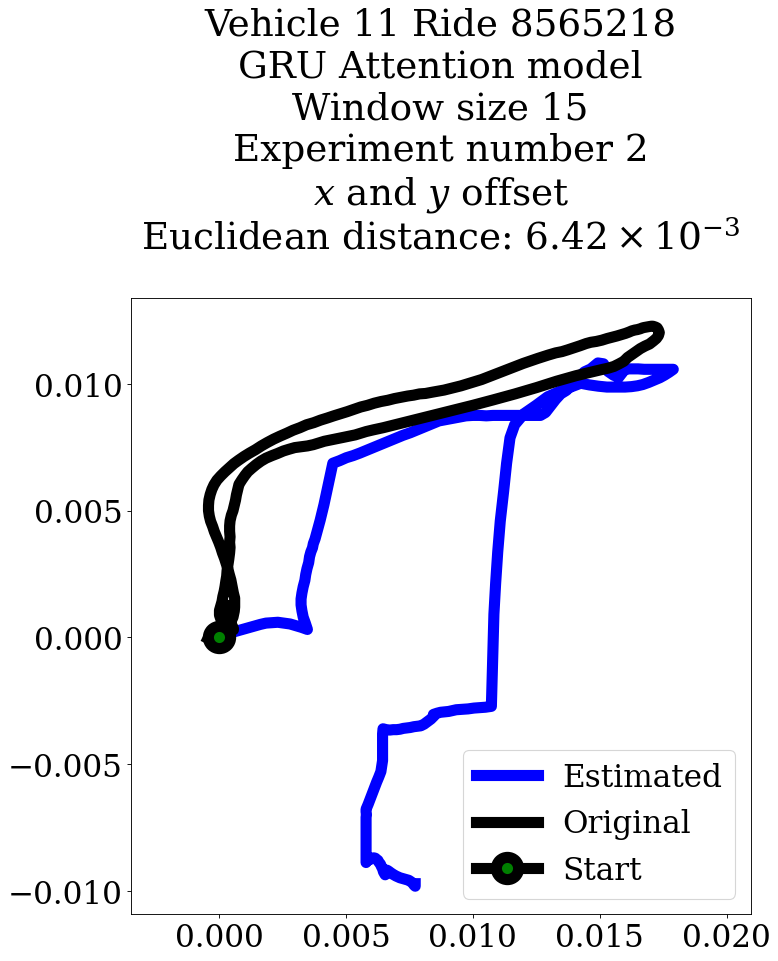 Vehicle 11 Ride 8565218
GRU Attention model
Window size 15
Experiment number 2
x and y offset
Euclidean distance: 6.42 × 10⁻³
0.010
0.005
0.000
−0.005
−0.010
Estimated
Original
Start
0.000 0.005 0.010 0.015 0.020